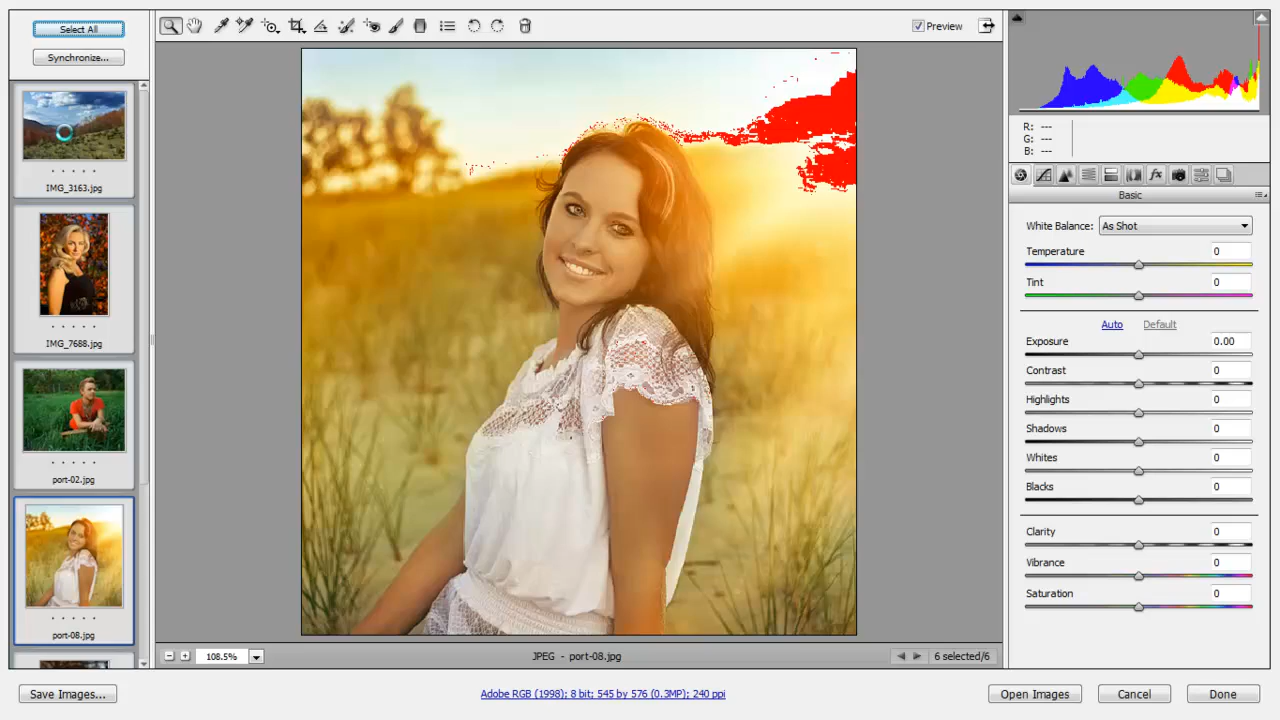 Select All
Synchronize...
IMG_3163.jpg
IMG_7688.jpg
port-02.jpg
port-08.jpg
Preview
108.5%
JPEG - port-08.jpg
6 selected/6
R: ---
G: ---
B: ---
Basic
White Balance: As Shot
Temperature 0
Tint 0
Auto Default
Exposure 0.00
Contrast 0
Highlights 0
Shadows 0
Whites 0
Blacks 0
Clarity 0
Vibrance 0
Saturation 0
Save Images...
Adobe RGB (1998); 8 bit; 545 by 576 (0.3MP); 240 ppi
Open Images
Cancel
Done